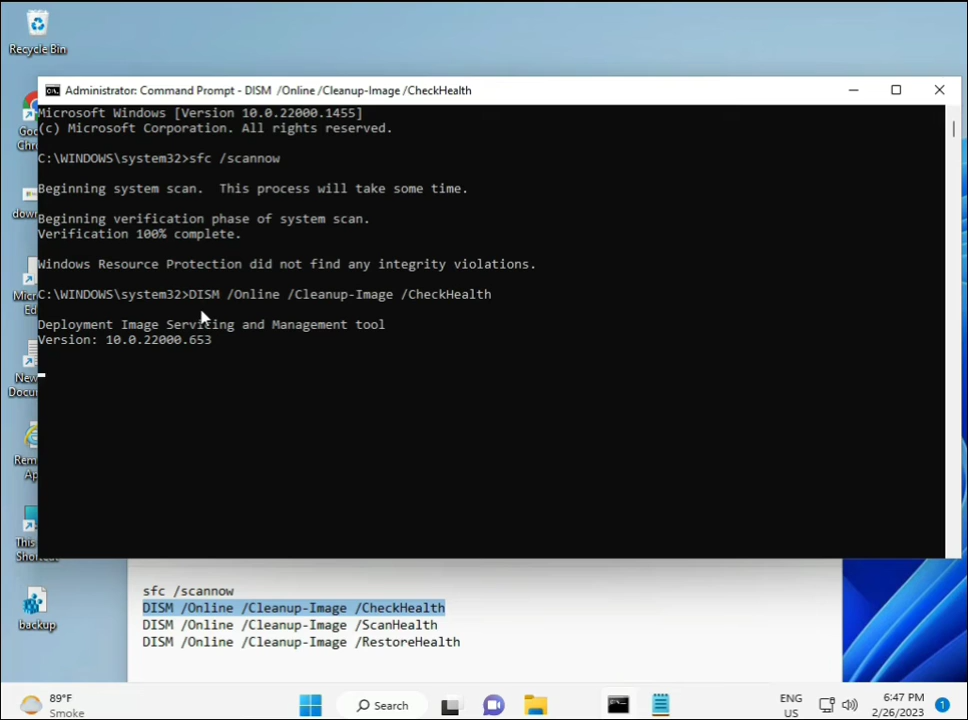 Recycle Bin
Administrator: Command Prompt - DISM /Online /Cleanup-Image /CheckHealth
Microsoft Windows [Version 10.0.22000.1455]
(c) Microsoft Corporation. All rights reserved.
C:\WINDOWS\system32>sfc /scannow
Beginning system scan.  This process will take some time.
Beginning verification phase of system scan.
Verification 100% complete.
Windows Resource Protection did not find any integrity violations.
C:\WINDOWS\system32>DISM /Online /Cleanup-Image /CheckHealth
Deployment Image Servicing and Management tool
Version: 10.0.22000.653
backup
sfc /scannow
DISM /Online /Cleanup-Image /CheckHealth
DISM /Online /Cleanup-Image /ScanHealth
DISM /Online /Cleanup-Image /RestoreHealth
89°F
Smoke
Search
ENG
US
6:47 PM
2/26/2023
1